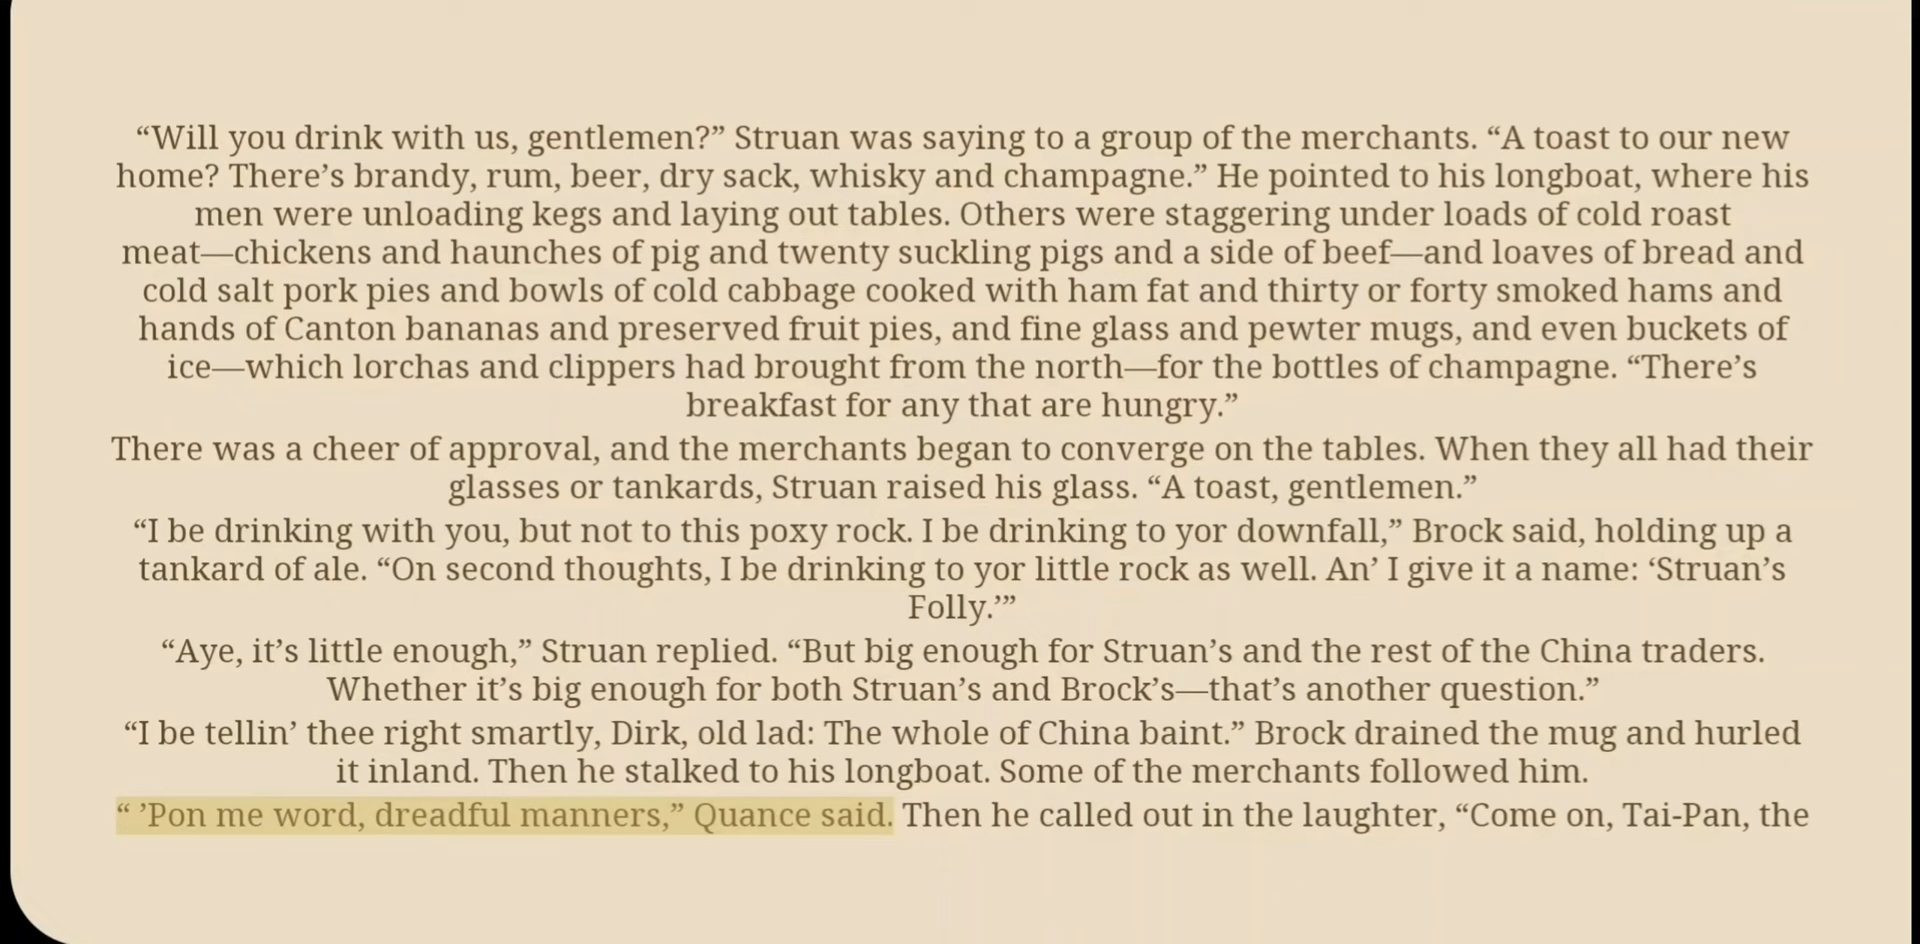 “Will you drink with us, gentlemen?” Struan was saying to a group of the merchants. “A toast to our new
home? There’s brandy, rum, beer, dry sack, whisky and champagne.” He pointed to his longboat, where his
men were unloading kegs and laying out tables. Others were staggering under loads of cold roast
meat—chickens and haunches of pig and twenty suckling pigs and a side of beef—and loaves of bread and
cold salt pork pies and bowls of cold cabbage cooked with ham fat and thirty or forty smoked hams and
hands of Canton bananas and preserved fruit pies, and fine glass and pewter mugs, and even buckets of
ice—which lorchas and clippers had brought from the north—for the bottles of champagne. “There’s
breakfast for any that are hungry.”
There was a cheer of approval, and the merchants began to converge on the tables. When they all had their
glasses or tankards, Struan raised his glass. “A toast, gentlemen.”
“I be drinking with you, but not to this poxy rock. I be drinking to yor downfall,” Brock said, holding up a
tankard of ale. “On second thoughts, I be drinking to yor little rock as well. An’ I give it a name: ‘Struan’s
Folly.’”
“Aye, it’s little enough,” Struan replied. “But big enough for Struan’s and the rest of the China traders.
Whether it’s big enough for both Struan’s and Brock’s—that’s another question.”
“I be tellin’ thee right smartly, Dirk, old lad: The whole of China baint.” Brock drained the mug and hurled
it inland. Then he stalked to his longboat. Some of the merchants followed him.
“ ’Pon me word, dreadful manners,” Quance said. Then he called out in the laughter, “Come on, Tai-Pan, the